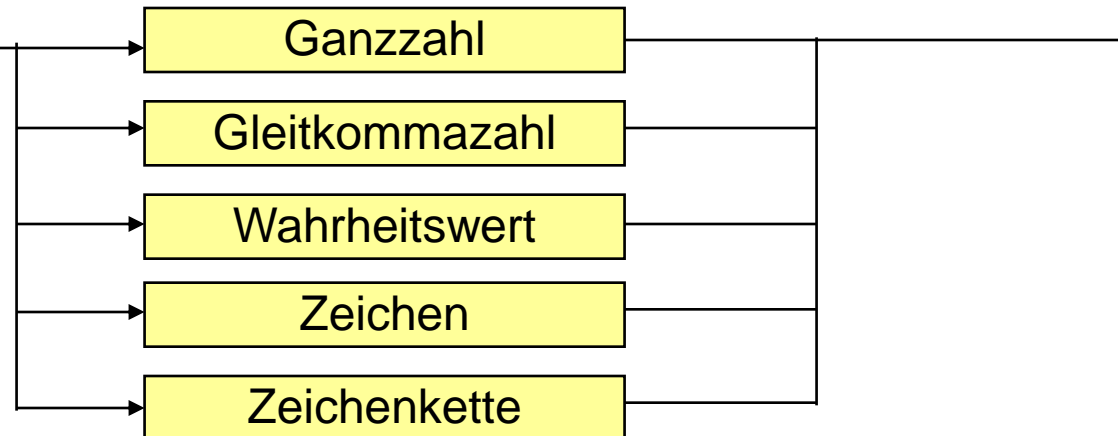 Ganzzahl
Gleitkommazahl
Wahrheitswert
Zeichen
Zeichenkette